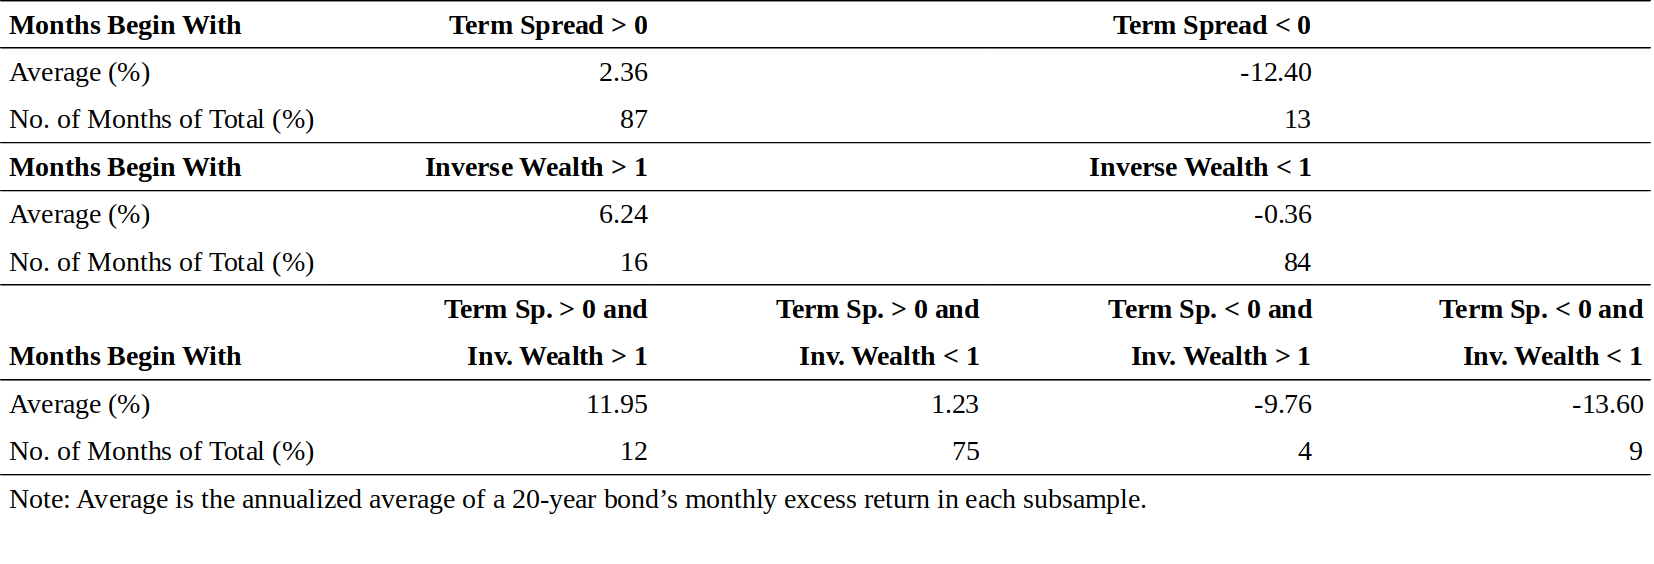 Months Begin With Term Spread > 0 Term Spread < 0
Average (%) 2.36 -12.40
No. of Months of Total (%) 87 13
Months Begin With Inverse Wealth > 1 Inverse Wealth < 1
Average (%) 6.24 -0.36
No. of Months of Total (%) 16 84
Term Sp. > 0 and Term Sp. > 0 and Term Sp. < 0 and Term Sp. < 0 and
Months Begin With Inv. Wealth > 1 Inv. Wealth < 1 Inv. Wealth > 1 Inv. Wealth < 1
Average (%) 11.95 1.23 -9.76 -13.60
No. of Months of Total (%) 12 75 4 9
Note: Average is the annualized average of a 20-year bond’s monthly excess return in each subsample.